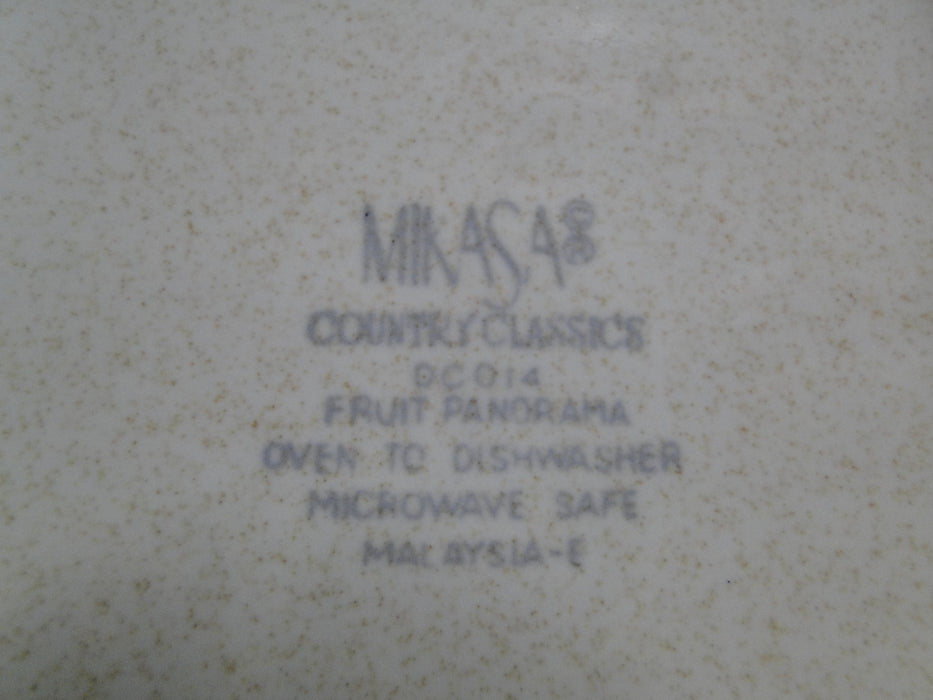 MIKASA
COUNTRY CLASSICS
DC014
FRUIT PANORAMA
OVEN TO DISHWASHER
MICROWAVE SAFE
MALAYSIA-E